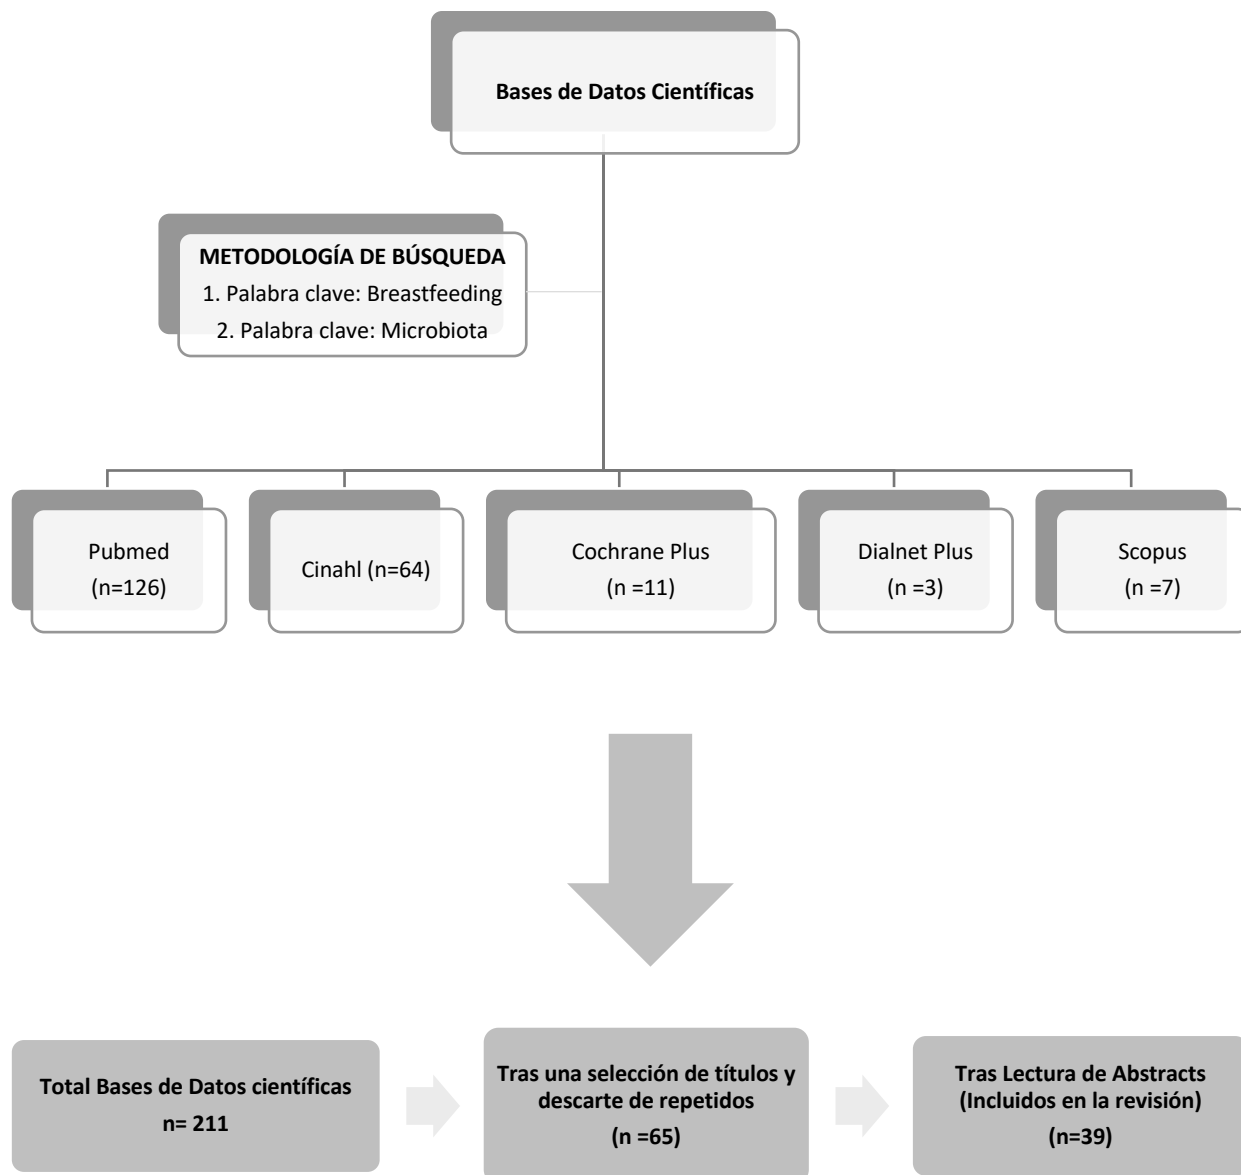 Bases de Datos Científicas
METODOLOGÍA DE BÚSQUEDA
1. Palabra clave: Breastfeeding
2. Palabra clave: Microbiota
Pubmed
(n=126)
Cinahl (n=64)
Cochrane Plus
(n =11)
Dialnet Plus
(n =3)
Scopus
(n =7)
Total Bases de Datos científicas
n= 211
Tras una selección de títulos y
descarte de repetidos
(n =65)
Tras Lectura de Abstracts
(Incluidos en la revisión)
(n=39)